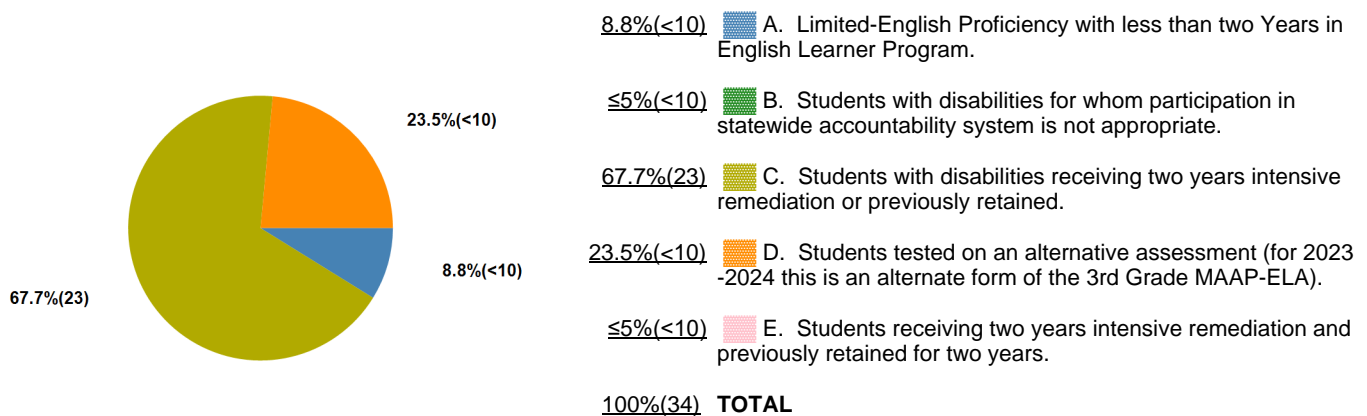 23.5%(<10)
8.8%(<10)
67.7%(23)
8.8%(<10) A. Limited-English Proficiency with less than two Years in
English Learner Program.
≤5%(<10) B. Students with disabilities for whom participation in
statewide accountability system is not appropriate.
67.7%(23) C. Students with disabilities receiving two years intensive
remediation or previously retained.
23.5%(<10) D. Students tested on an alternative assessment (for 2023
-2024 this is an alternate form of the 3rd Grade MAAP-ELA).
≤5%(<10) E. Students receiving two years intensive remediation and
previously retained for two years.
100%(34) TOTAL